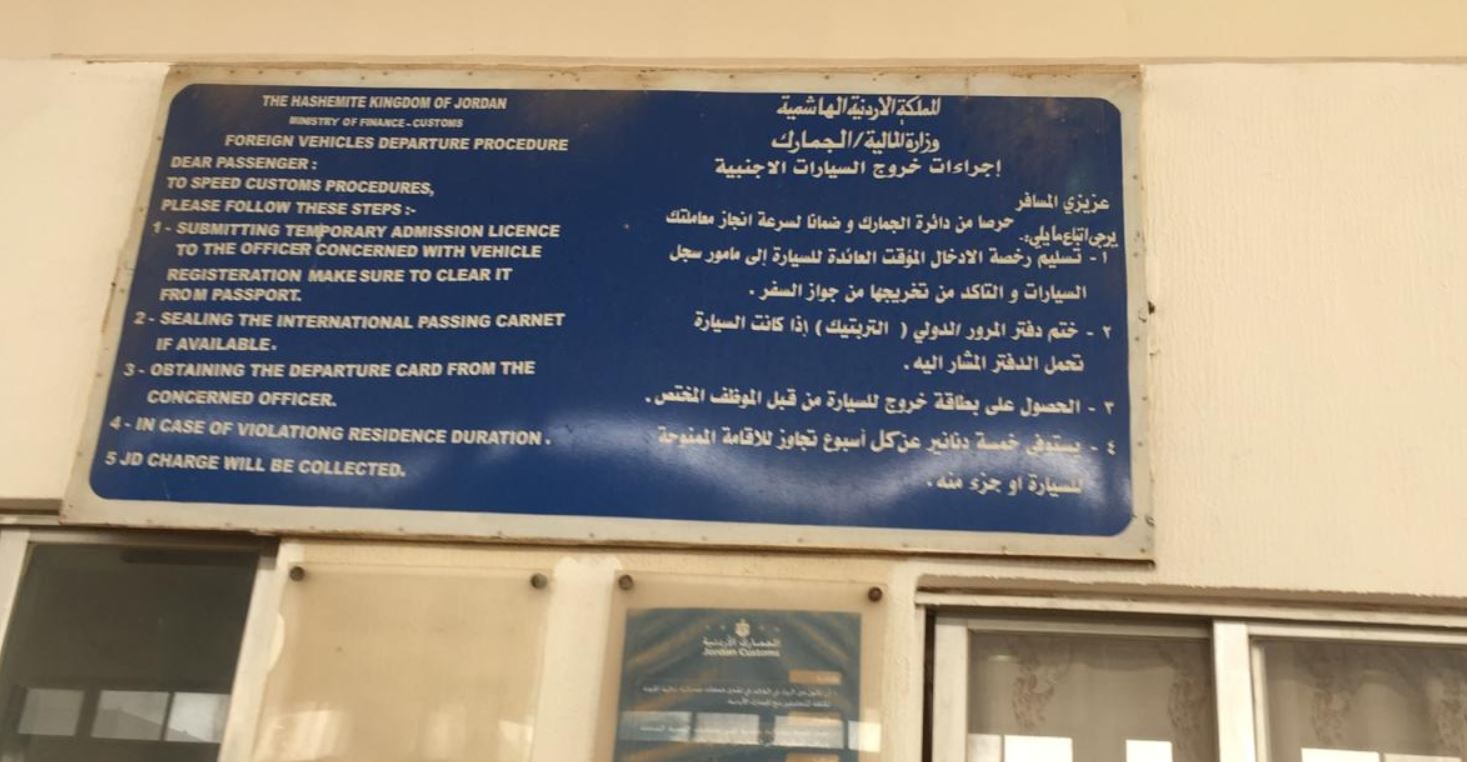 THE HASHEMITE KINGDOM OF JORDAN
MINISTRY OF FINANCE - CUSTOMS
FOREIGN VEHICLES DEPARTURE PROCEDURE
DEAR PASSENGER :
TO SPEED CUSTOMS PROCEDURES,
PLEASE FOLLOW THESE STEPS :-
1 - SUBMITTING TEMPORARY ADMISSION LICENCE
TO THE OFFICER CONCERNED WITH VEHICLE
REGISTERATION MAKE SURE TO CLEAR IT
FROM PASSPORT.
2 - SEALING THE INTERNATIONAL PASSING CARNET
IF AVAILABLE.
3 - OBTAINING THE DEPARTURE CARD FROM THE
CONCERNED OFFICER.
4 - IN CASE OF VIOLATIONG RESIDENCE DURATION .
5 JD CHARGE WILL BE COLLECTED.
المملكة الاردنية الهاشمية
وزارة المالية/الجمارك
إجراءات خروج السيارات الاجنبية
عزيزي المسافر
حرصا من دائرة الجمارك و ضمانا لسرعة انجاز معاملتك
يرجى اتباع مايلي:.
١ - تسليم رخصة الادخال المؤقت العائدة للسيارة إلى مامور سجل
السيارات و التاكد من تخريجها من جواز السفر .
٢ - ختم دفتر المرور الدولي ( التربتيك ) إذا كانت السيارة
تحمل الدفتر المشار اليه .
٣ - الحصول على بطاقة خروج للسيارة من قبل الموظف المختص .
٤ - يستوفى خمسة دنانير عن كل أسبوع تجاوز للاقامة الممنوحة
للسيارة او جزء منه .
الجمارك الأردنية
Jordan Customs